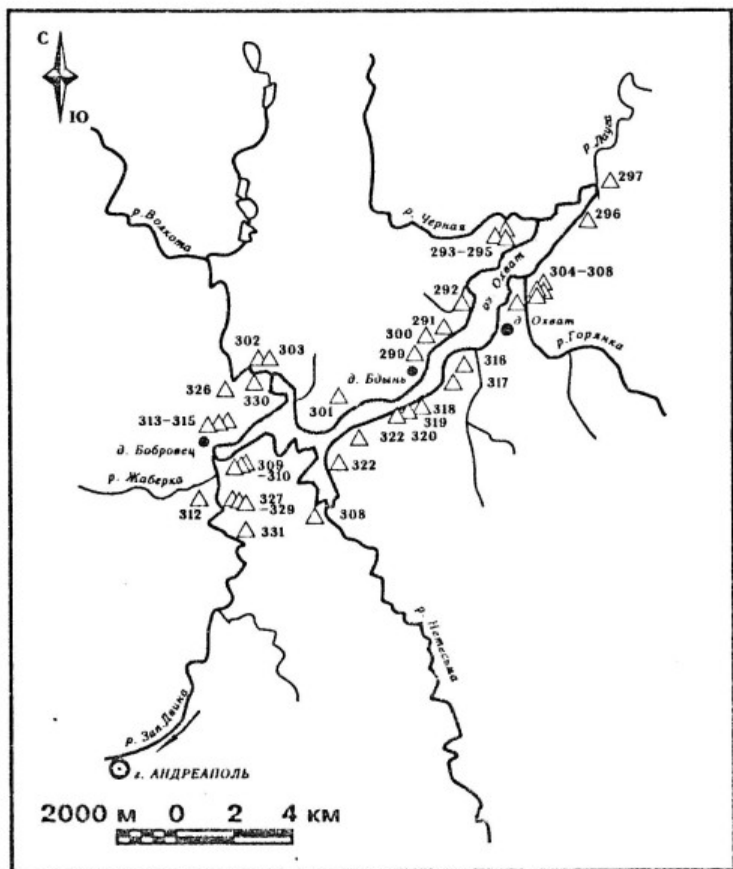 С
Ю
р. Волкота
р. Пауга
297
296
р. Черная
293-295
оз Охват
304-308
292
291
300
299
д Охват
р. Горянка
302
303
д. Бдынь
316
317
326
330
301
313-315
318
319
322
320
д. Бобровец
309
-310
322
р. Жаберка
312
327
-329
308
331
р. Нетесьма
р. Зап. Двина
г. АНДРЕАПОЛЬ
2000 м 0 2 4 км